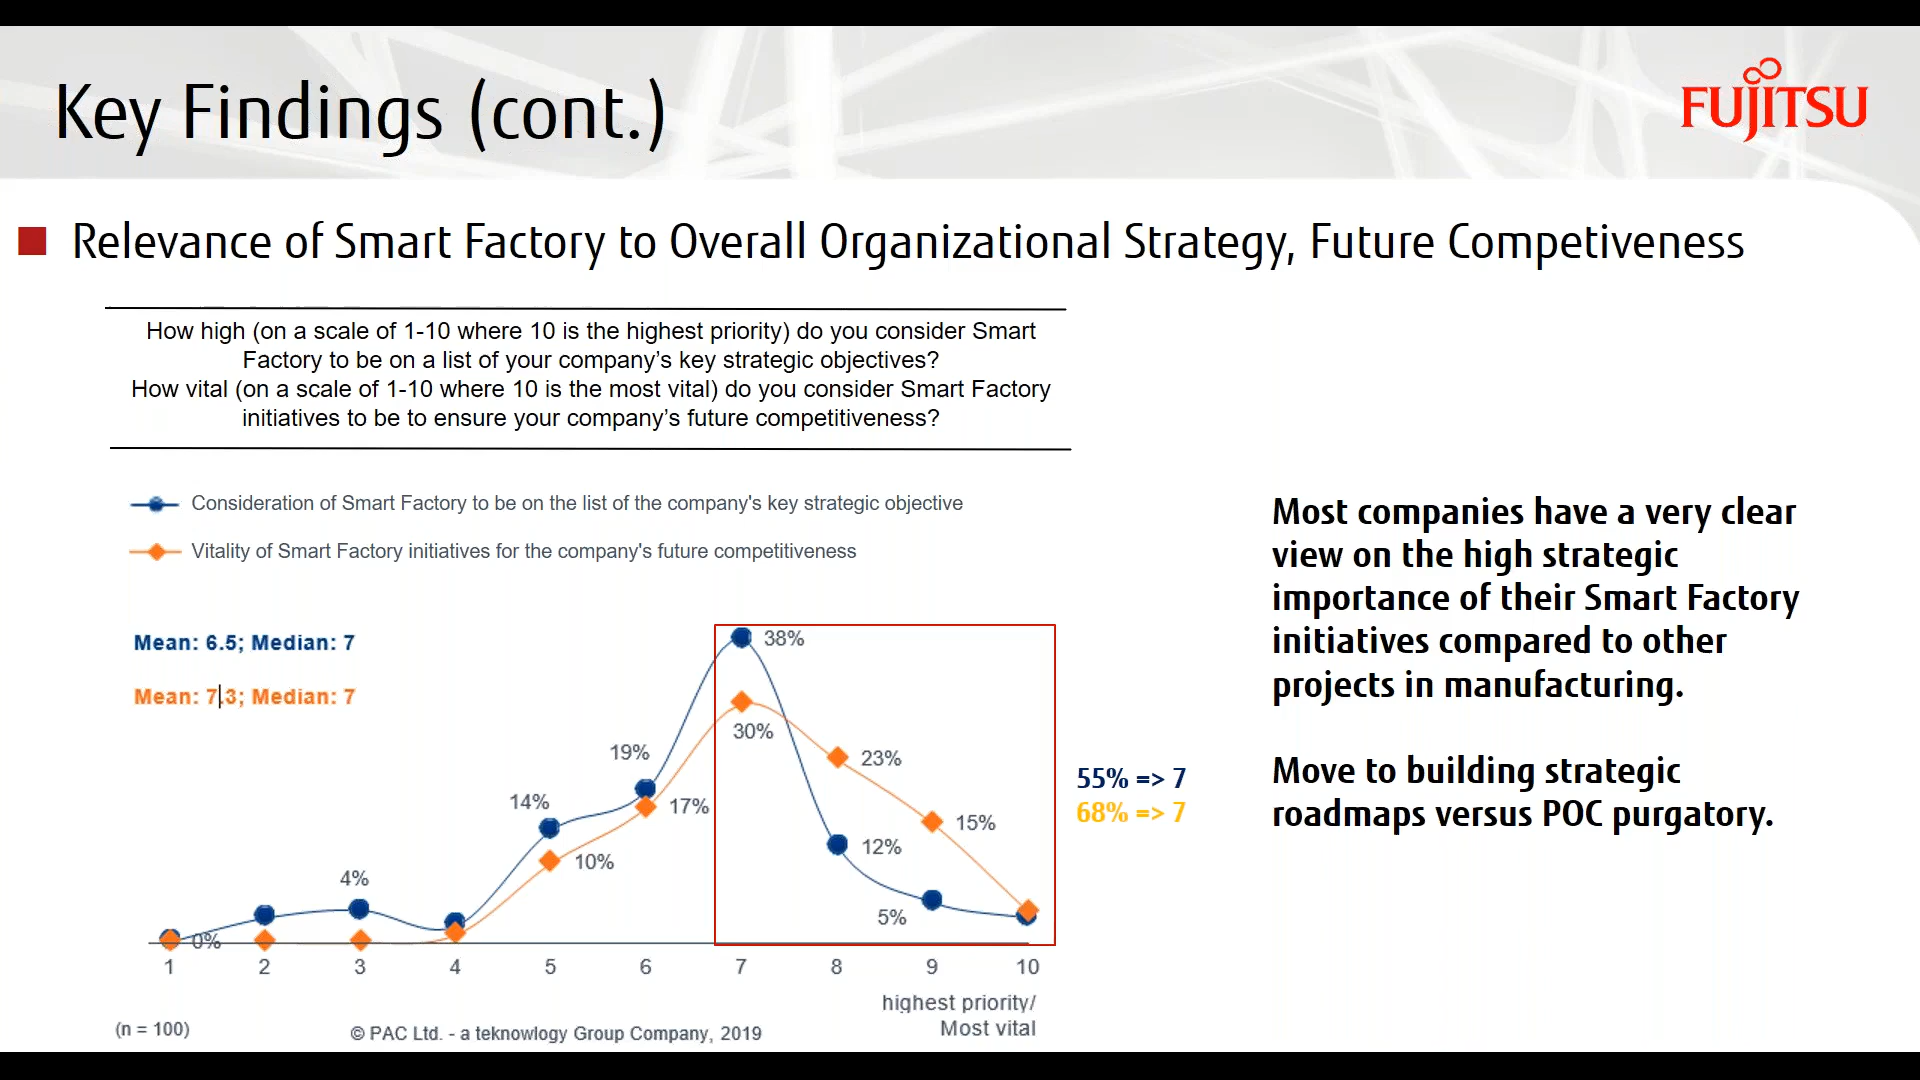 Key Findings (cont.)
FUJITSU
Relevance of Smart Factory to Overall Organizational Strategy, Future Competiveness
How high (on a scale of 1-10 where 10 is the highest priority) do you consider Smart
Factory to be on a list of your company's key strategic objectives?
How vital (on a scale of 1-10 where 10 is the most vital) do you consider Smart Factory
initiatives to be to ensure your company's future competitiveness?
Consideration of Smart Factory to be on the list of the company's key strategic objective
Vitality of Smart Factory initiatives for the company's future competitiveness
Mean: 6.5; Median: 7
Mean: 7.3; Median: 7
38%
30%
19%
17%
23%
14%
10%
12%
15%
4%
5%
0%
1 2 3 4 5 6 7 8 9 10
highest priority/
Most vital
(n = 100)
© PAC Ltd. - a teknowlogy Group Company, 2019
55% => 7
68% => 7
Most companies have a very clear
view on the high strategic
importance of their Smart Factory
initiatives compared to other
projects in manufacturing.
Move to building strategic
roadmaps versus POC purgatory.